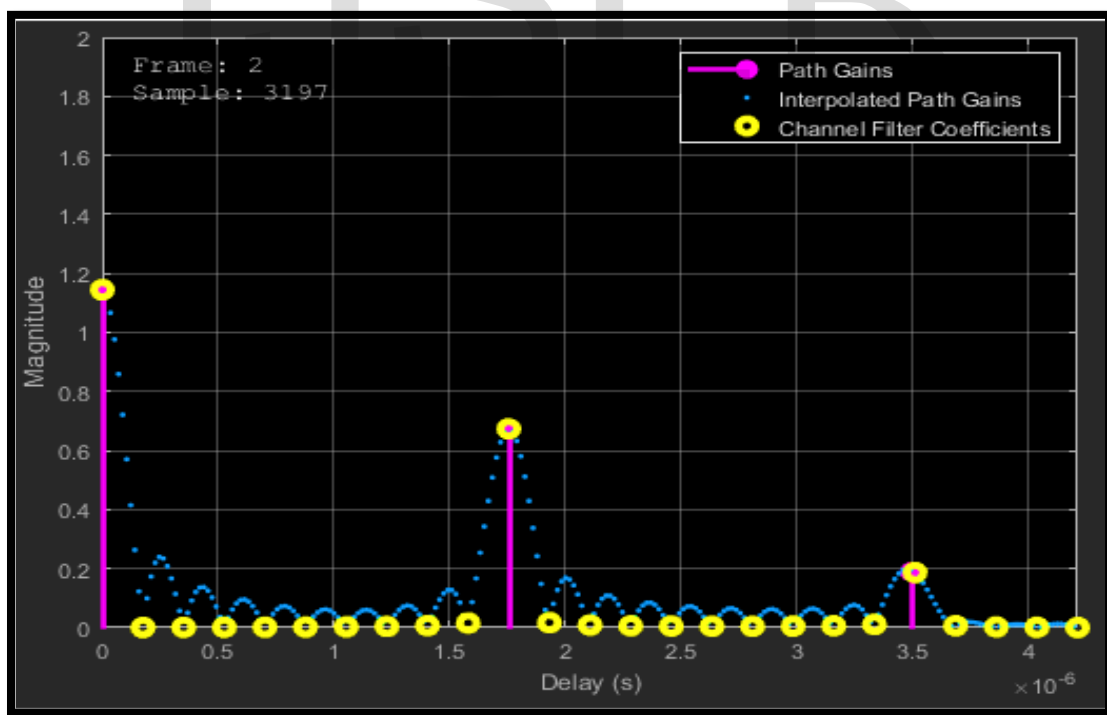 Frame: 2
Sample: 3197
Path Gains
Interpolated Path Gains
Channel Filter Coefficients
2
1.8
1.6
1.4
1.2
1
0.8
0.6
0.4
0.2
0
Magnitude
0 0.5 1 1.5 2 2.5 3 3.5 4
Delay (s)
×10⁻⁶